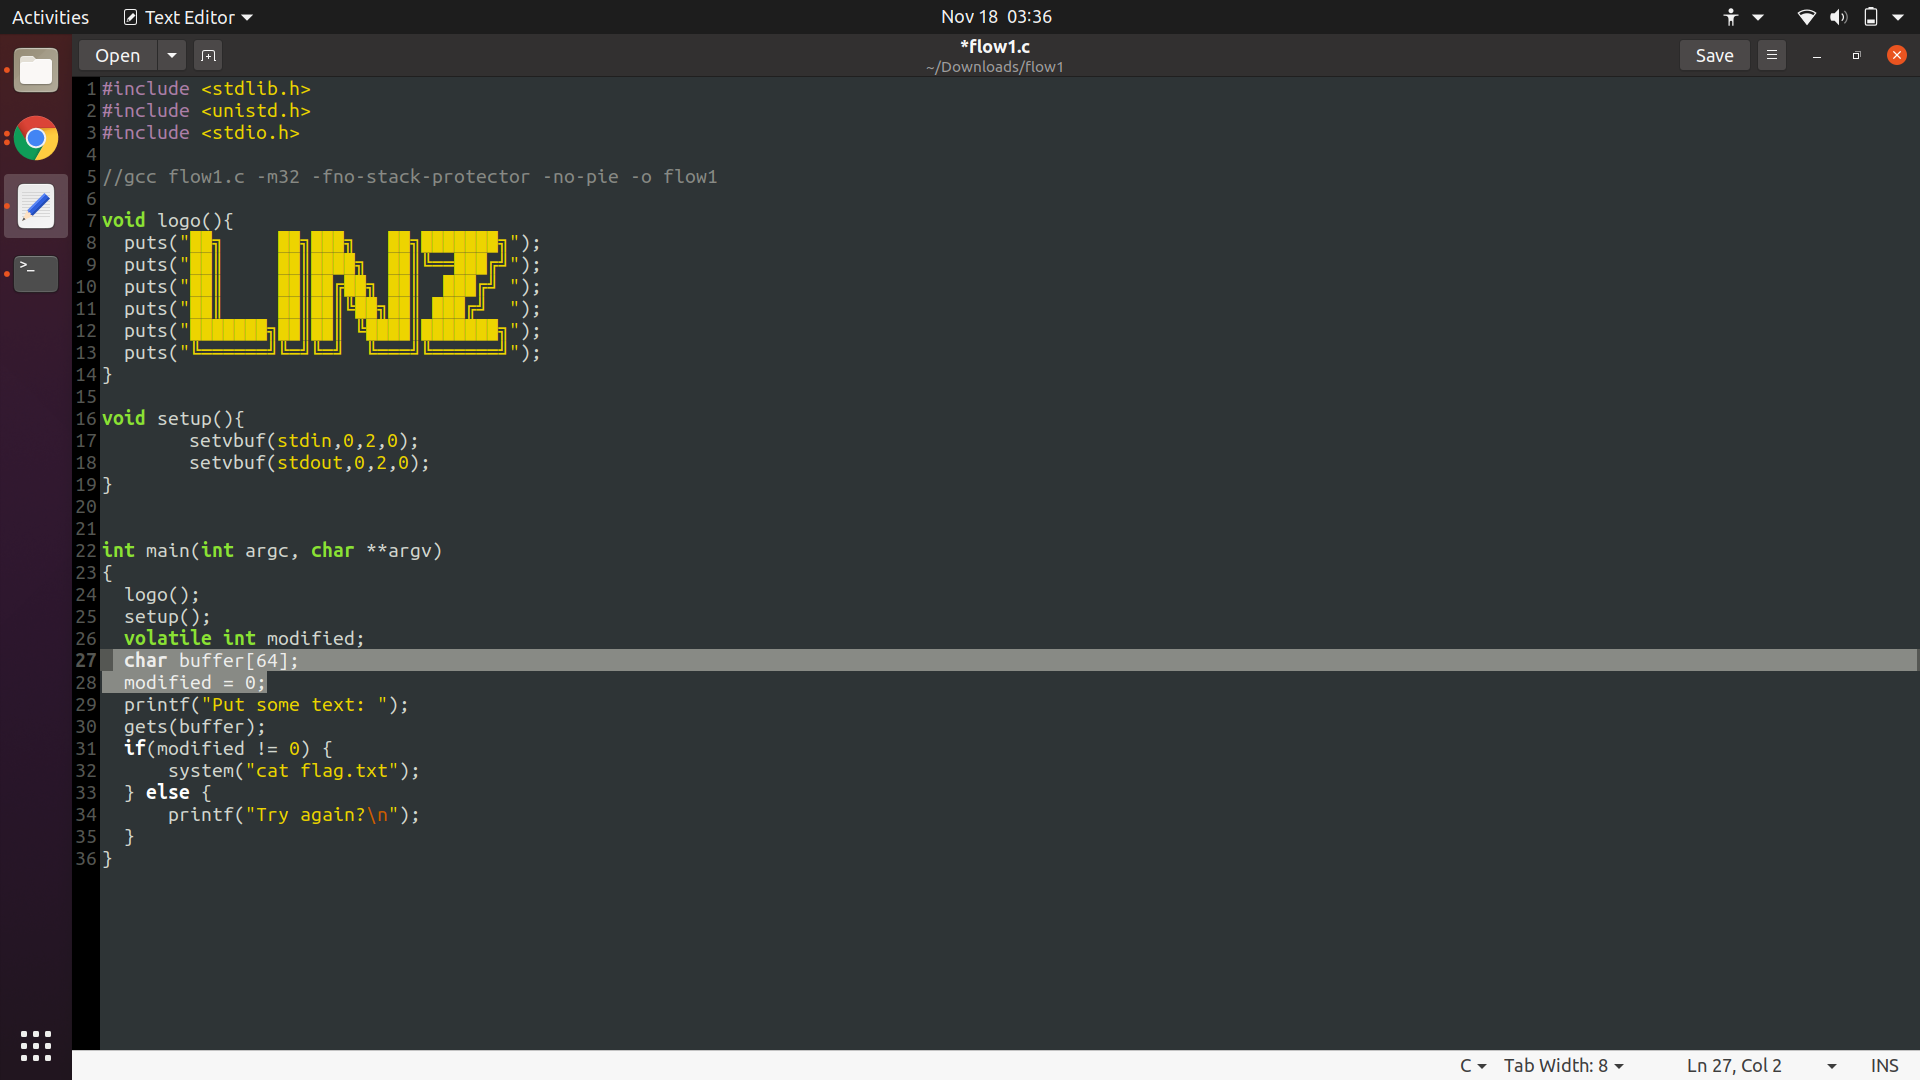 Activities Text Editor Nov 18 03:36
Open *flow1.c Save
~/Downloads/flow1
1 #include <stdlib.h>
2 #include <unistd.h>
3 #include <stdio.h>
4
5 //gcc flow1.c -m32 -fno-stack-protector -no-pie -o flow1
6
7 void logo(){
8   puts("██╗     ██╗███╗   ██╗███████╗");
9   puts("██║     ██║████╗  ██║╚══███╔╝");
10   puts("██║     ██║██╔██╗ ██║  ███╔╝ ");
11   puts("██║     ██║██║╚██╗██║ ███╔╝  ");
12   puts("███████╗██║██║ ╚████║███████╗");
13   puts("╚══════╝╚═╝╚═╝  ╚═══╝╚══════╝");
14 }
15
16 void setup(){
17         setvbuf(stdin,0,2,0);
18         setvbuf(stdout,0,2,0);
19 }
20
21
22 int main(int argc, char **argv)
23 {
24   logo();
25   setup();
26   volatile int modified;
27   char buffer[64];
28   modified = 0;
29   printf("Put some text: ");
30   gets(buffer);
31   if(modified != 0) {
32       system("cat flag.txt");
33   } else {
34       printf("Try again?\n");
35   }
36 }
C Tab Width: 8 Ln 27, Col 2 INS